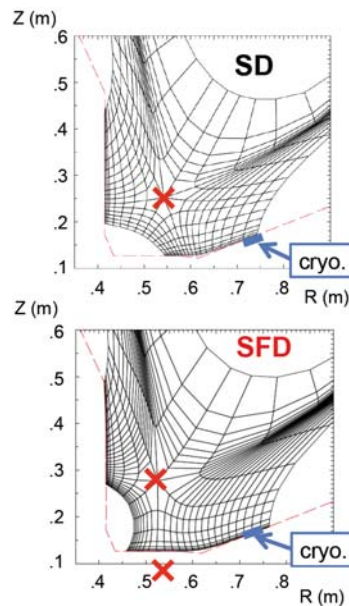 Z (m)
.6
SD
.5
.4
.3
.2
cryo.
.1
.4 .5 .6 .7 .8 R (m)
Z (m)
.6
SFD
.5
.4
.3
.2
cryo.
.1
.4 .5 .6 .7 .8
R (m)